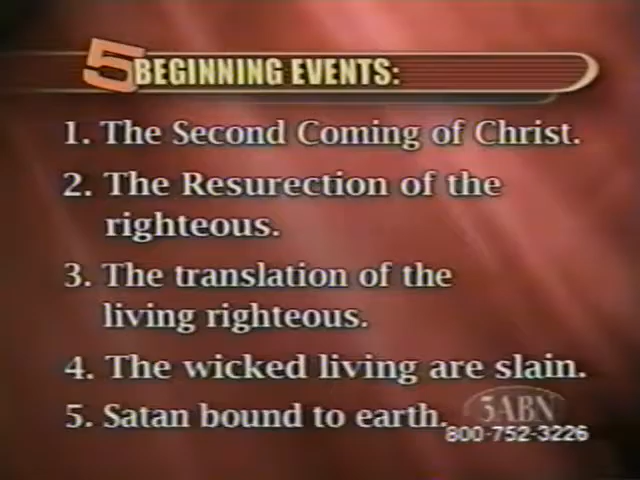 5 BEGINNING EVENTS:
1. The Second Coming of Christ.
2. The Resurection of the
righteous.
3. The translation of the
living righteous.
4. The wicked living are slain.
5. Satan bound to earth.
3ABN
800-752-3226